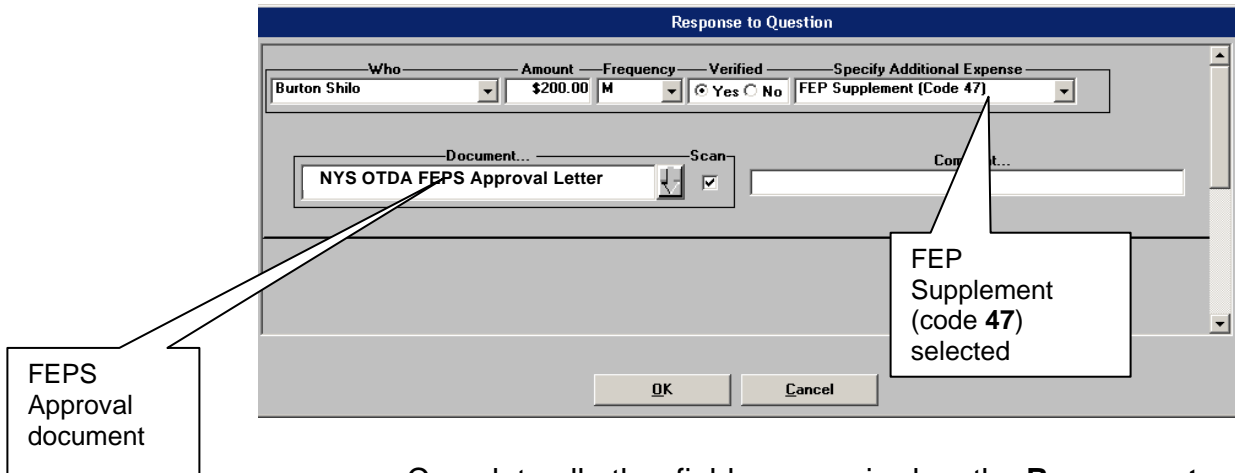 Response to Question
Who Amount Frequency Verified Specify Additional Expense
Burton Shilo $200.00 M Yes No FEP Supplement (Code 47)
Document... Scan
NYS OTDA FEPS Approval Letter
FEP
Supplement
(code 47)
selected
FEPS
Approval
document
OK Cancel